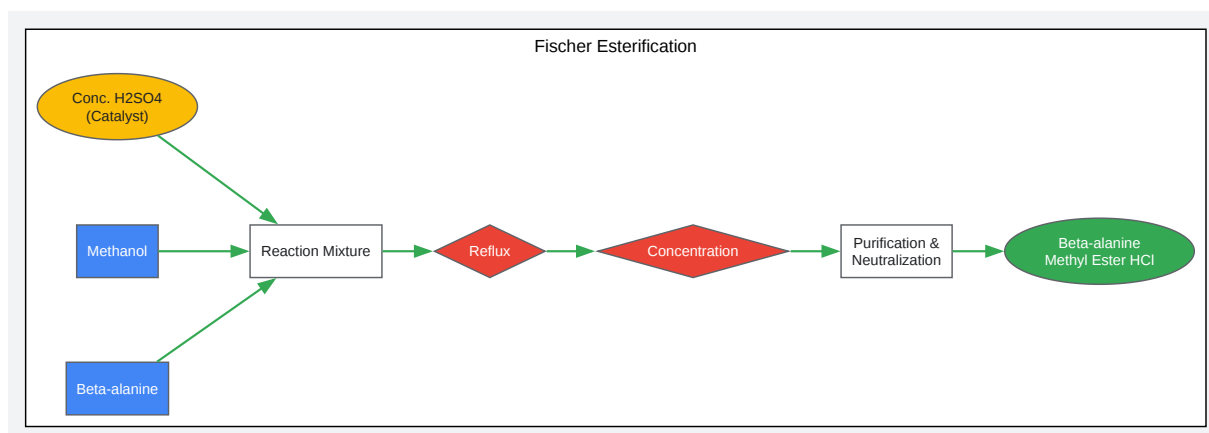 Fischer Esterification
Conc. H2SO4
(Catalyst)
Methanol
Reaction Mixture
Reflux
Concentration
Purification &
Neutralization
Beta-alanine
Methyl Ester HCl
Beta-alanine